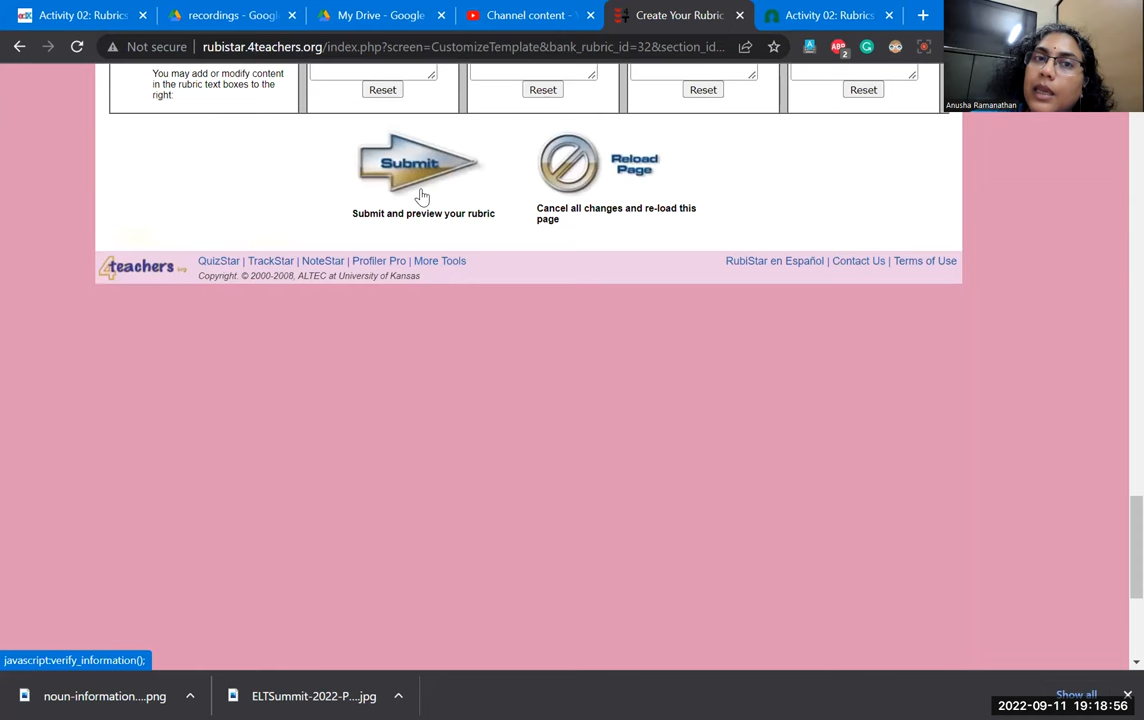 Activity 02: Rubrics
recordings - Googl
My Drive - Google
Channel content - Y
Create Your Rubric
Activity 02: Rubrics
Not secure
rubistar.4teachers.org/index.php?screen=CustomizeTemplate&bank_rubric_id=32&section_id...
2
Anusha Ramanathan
You may add or modify content
in the rubric text boxes to the
right:
Reset
Reset
Reset
Reset
Submit
Reload
Page
Submit and preview your rubric
Cancel all changes and re-load this
page
4teachers.org
QuizStar | TrackStar | NoteStar | Profiler Pro | More Tools
RubiStar en Español | Contact Us | Terms of Use
Copyright. © 2000-2008, ALTEC at University of Kansas
javascript:verify_information();
noun-information....png
ELTSummit-2022-P....jpg
Show all
2022-09-11 19:18:56